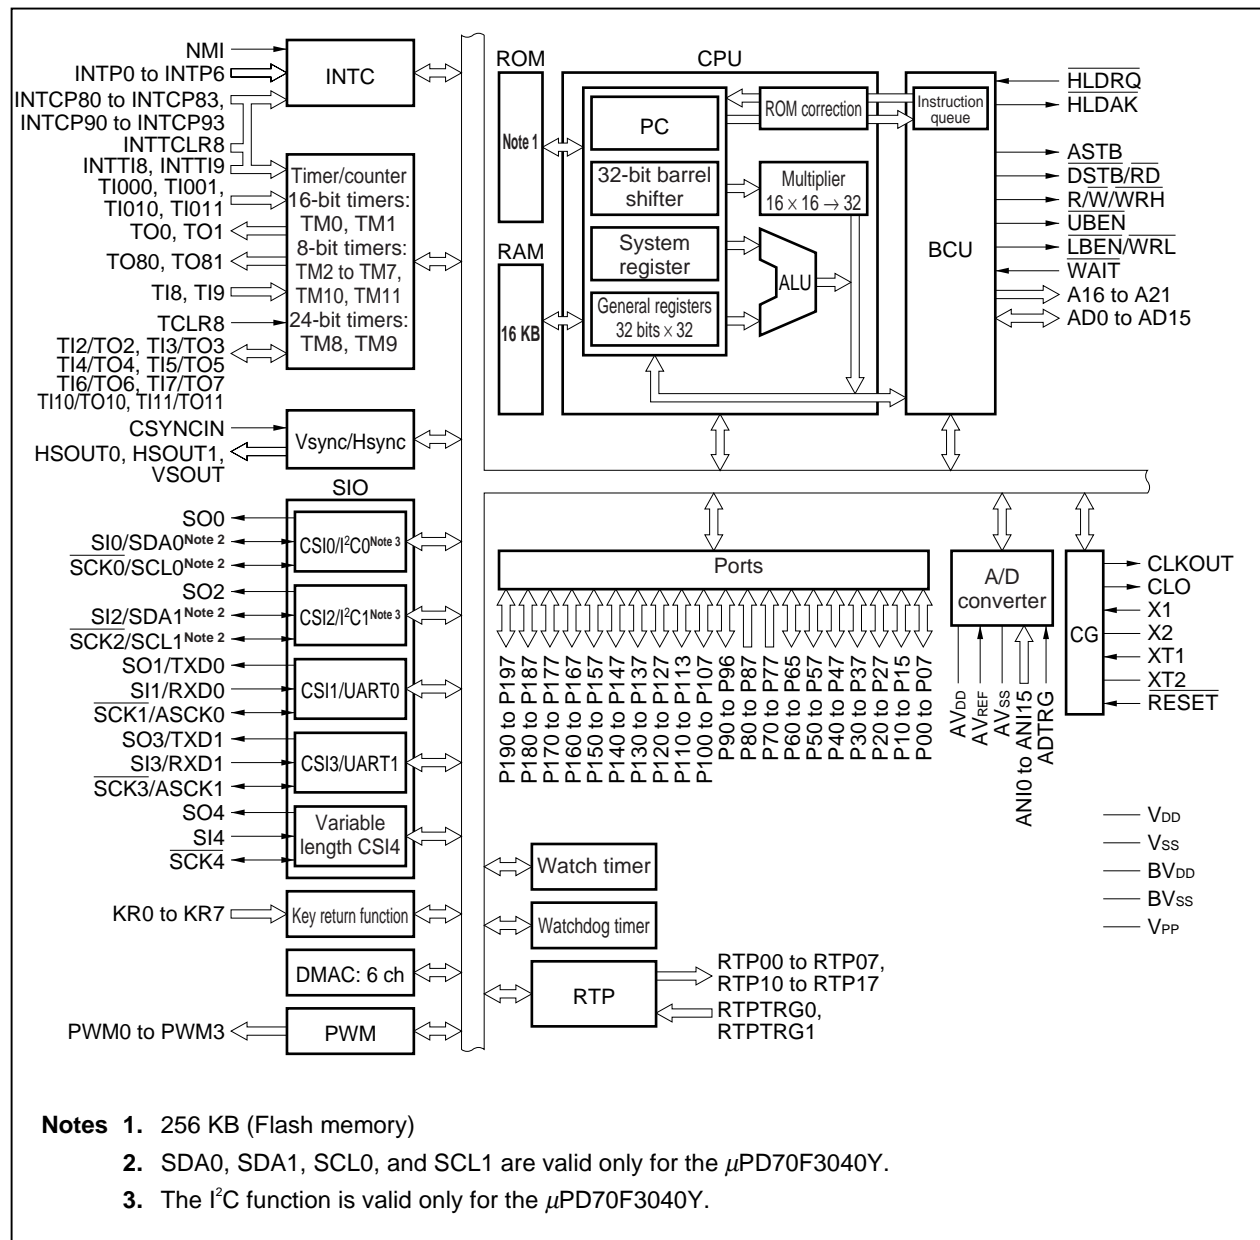 NMI
INTP0 to INTP6
INTCP80 to INTCP83,
INTCP90 to INTCP93
INTTCLR8
INTTI8, INTTI9
TI000, TI001,
TI010, TI011
TO0, TO1
TO80, TO81
TI8, TI9
TCLR8
TI2/TO2, TI3/TO3
TI4/TO4, TI5/TO5
TI6/TO6, TI7/TO7
TI10/TO10, TI11/TO11
CSYNCIN
HSOUT0, HSOUT1,
VSOUT
INTC
Timer/counter
16-bit timers:
TM0, TM1
8-bit timers:
TM2 to TM7,
TM10, TM11
24-bit timers:
TM8, TM9
Vsync/Hsync
SIO
SO0
SI0/SDA0Note 2
SCK0/SCL0Note 2
CSI0/I²C0Note 3
SO2
SI2/SDA1Note 2
SCK2/SCL1Note 2
CSI2/I²C1Note 3
SO1/TXD0
SI1/RXD0
SCK1/ASCK0
CSI1/UART0
SO3/TXD1
SI3/RXD1
SCK3/ASCK1
CSI3/UART1
SO4
SI4
SCK4
Variable
length CSI4
KR0 to KR7
Key return function
DMAC: 6 ch
PWM0 to PWM3
PWM
ROM
Note 1
RAM
16 KB
CPU
PC
32-bit barrel
shifter
System
register
General registers
32 bits × 32
ROM correction
Multiplier
16 × 16 → 32
ALU
Instruction
queue
BCU
HLDRQ
HLDAK
ASTB
DSTB/RD
R/W/WRH
UBEN
LBEN/WRL
WAIT
A16 to A21
AD0 to AD15
Ports
P190 to P197
P180 to P187
P170 to P177
P160 to P167
P150 to P157
P140 to P147
P130 to P137
P120 to P127
P110 to P113
P100 to P107
P90 to P96
P80 to P87
P70 to P77
P60 to P65
P50 to P57
P40 to P47
P30 to P37
P20 to P27
P10 to P15
P00 to P07
A/D
converter
AVDD
AVREF
AVSS
ANI0 to ANI15
ADTRG
CG
CLKOUT
CLO
X1
X2
XT1
XT2
RESET
VDD
VSS
BVDD
BVSS
VPP
Watch timer
Watchdog timer
RTP
RTP00 to RTP07,
RTP10 to RTP17
RTPTRG0,
RTPTRG1
Notes 1. 256 KB (Flash memory)
2. SDA0, SDA1, SCL0, and SCL1 are valid only for the μPD70F3040Y.
3. The I²C function is valid only for the μPD70F3040Y.